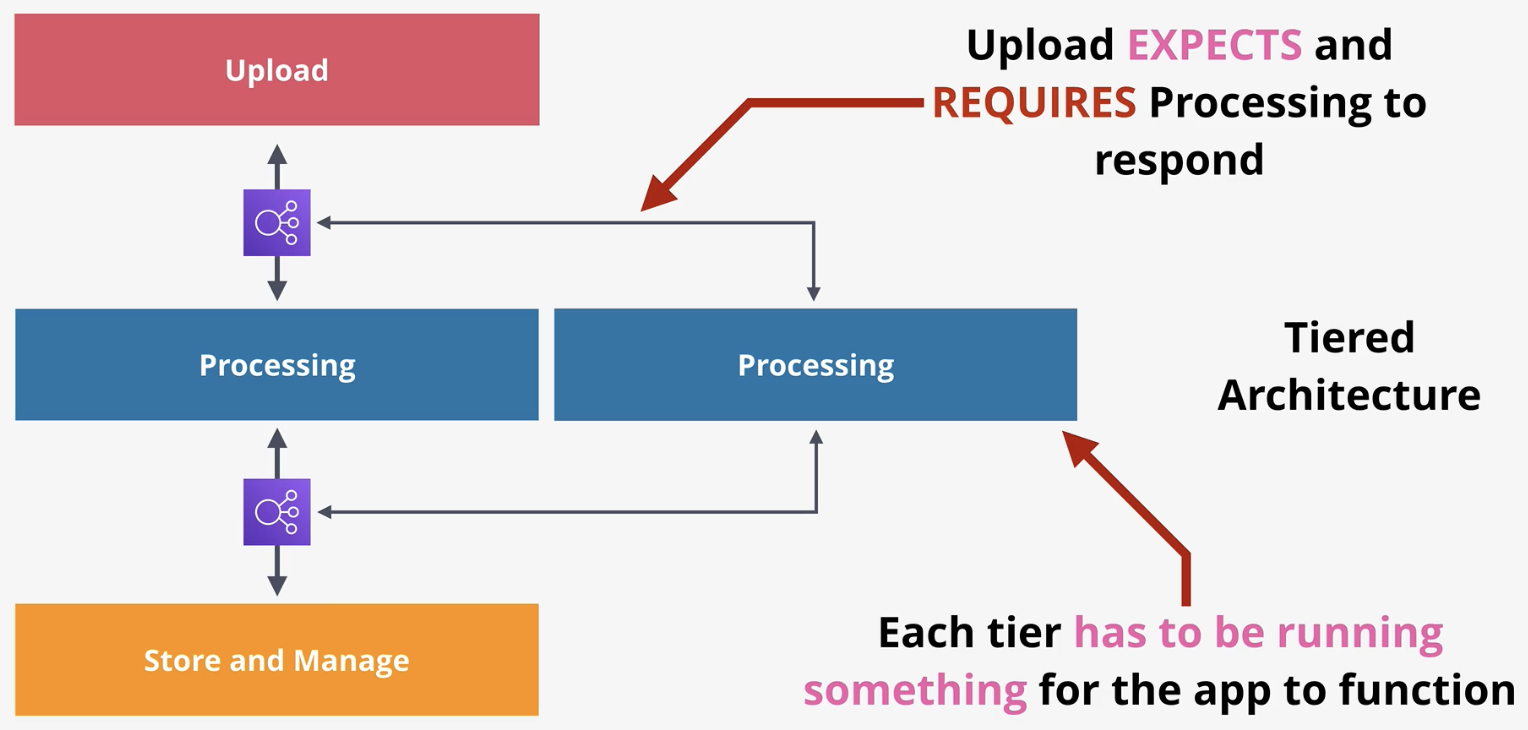 Upload
Upload EXPECTS and
REQUIRES Processing to
respond
Processing
Processing
Tiered
Architecture
Store and Manage
Each tier has to be running
something for the app to function